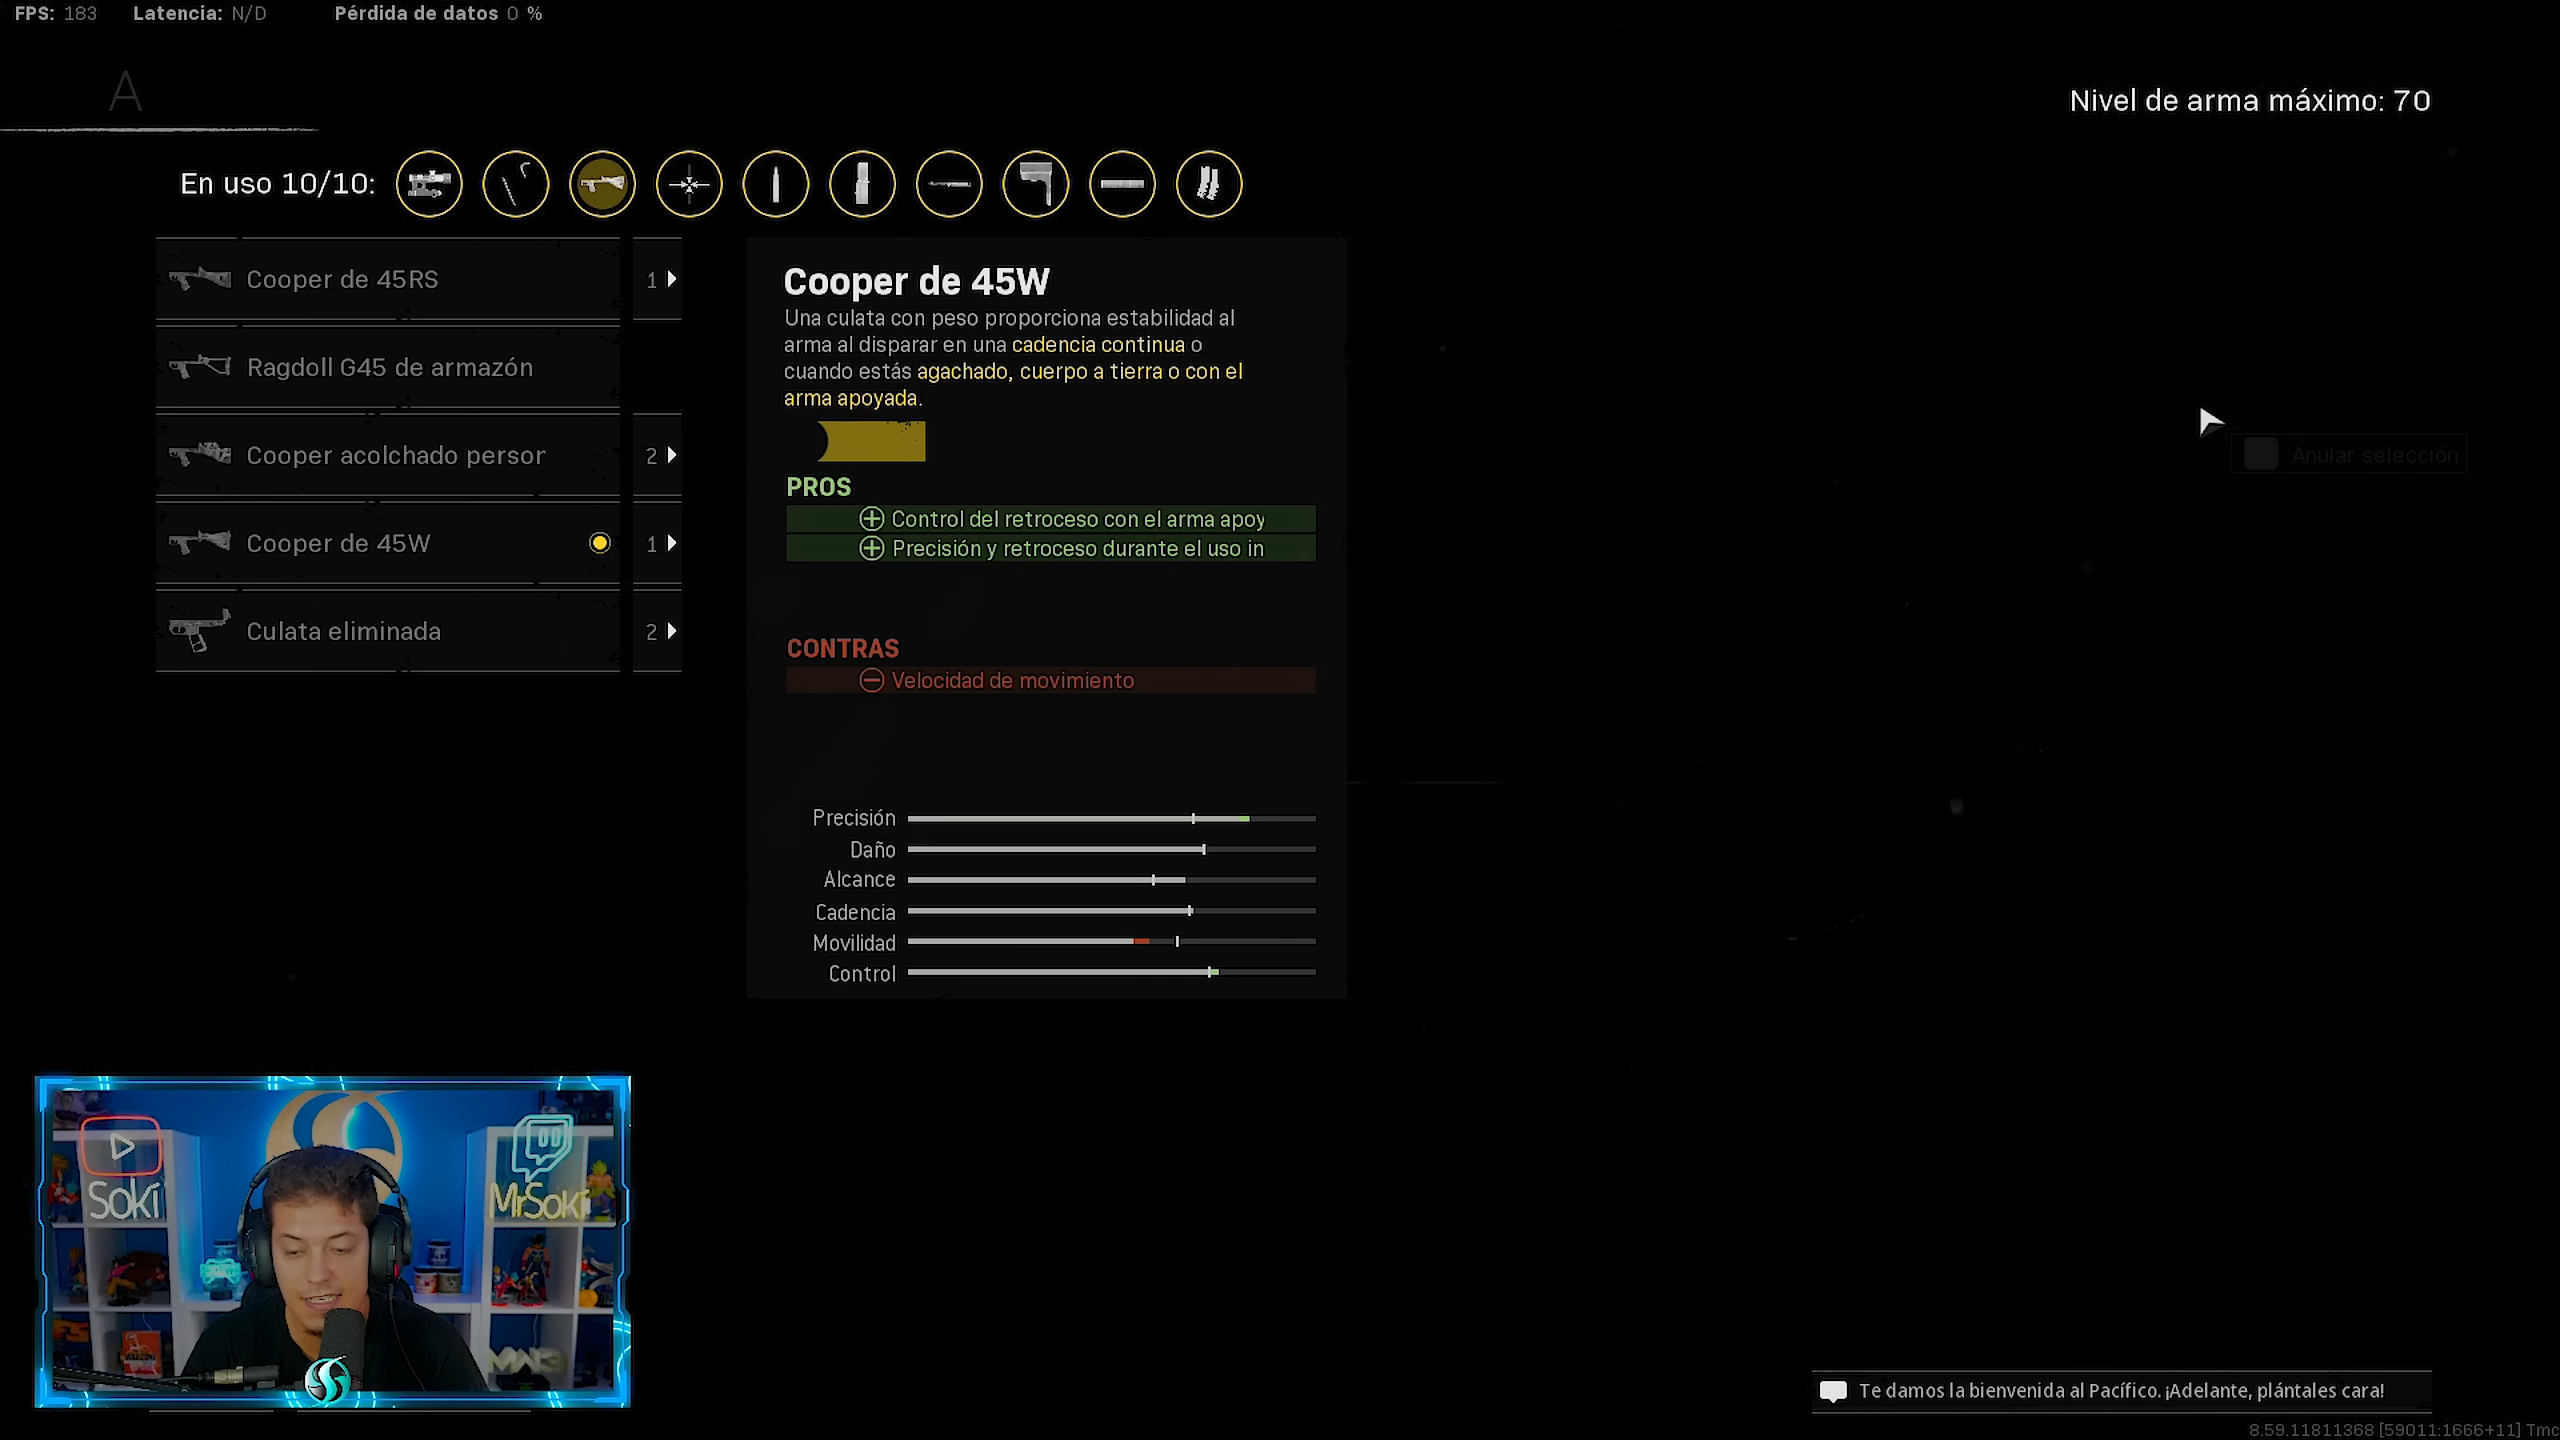 FPS: 183 Latencia: N/D Pérdida de datos 0 %
A
Nivel de arma máximo: 70
En uso 10/10:
Cooper de 45RS 1
Ragdoll G45 de armazón
Cooper acolchado persor 2
Cooper de 45W 1
Culata eliminada 2
Cooper de 45W
Una culata con peso proporciona estabilidad al
arma al disparar en una cadencia continua o
cuando estás agachado, cuerpo a tierra o con el
arma apoyada.
PROS
Control del retroceso con el arma apoy
Precisión y retroceso durante el uso in
CONTRAS
Velocidad de movimiento
Precisión
Daño
Alcance
Cadencia
Movilidad
Control
Anular selección
Soki
MrSoki
Te damos la bienvenida al Pacífico. ¡Adelante, plántales cara!
8.59.11811368 [59011:1666+11] Tmc